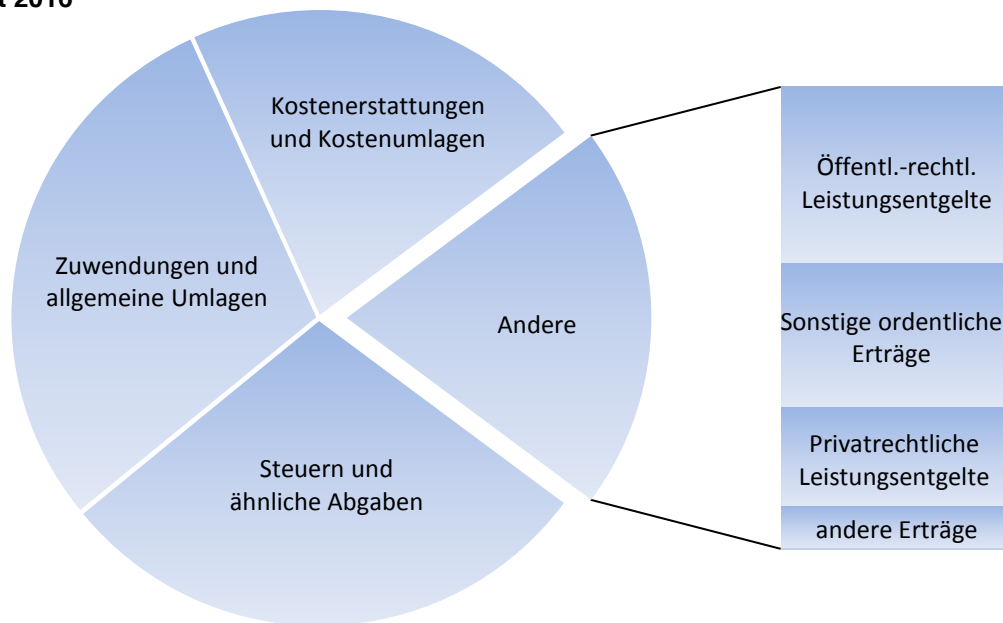 t 2016
Kostenerstattungen
und Kostenumlagen
Zuwendungen und
allgemeine Umlagen
Andere
Steuern und
ähnliche Abgaben
Öffentl.-rechtl.
Leistungsentgelte
Sonstige ordentliche
Erträge
Privatrechtliche
Leistungsentgelte
andere Erträge